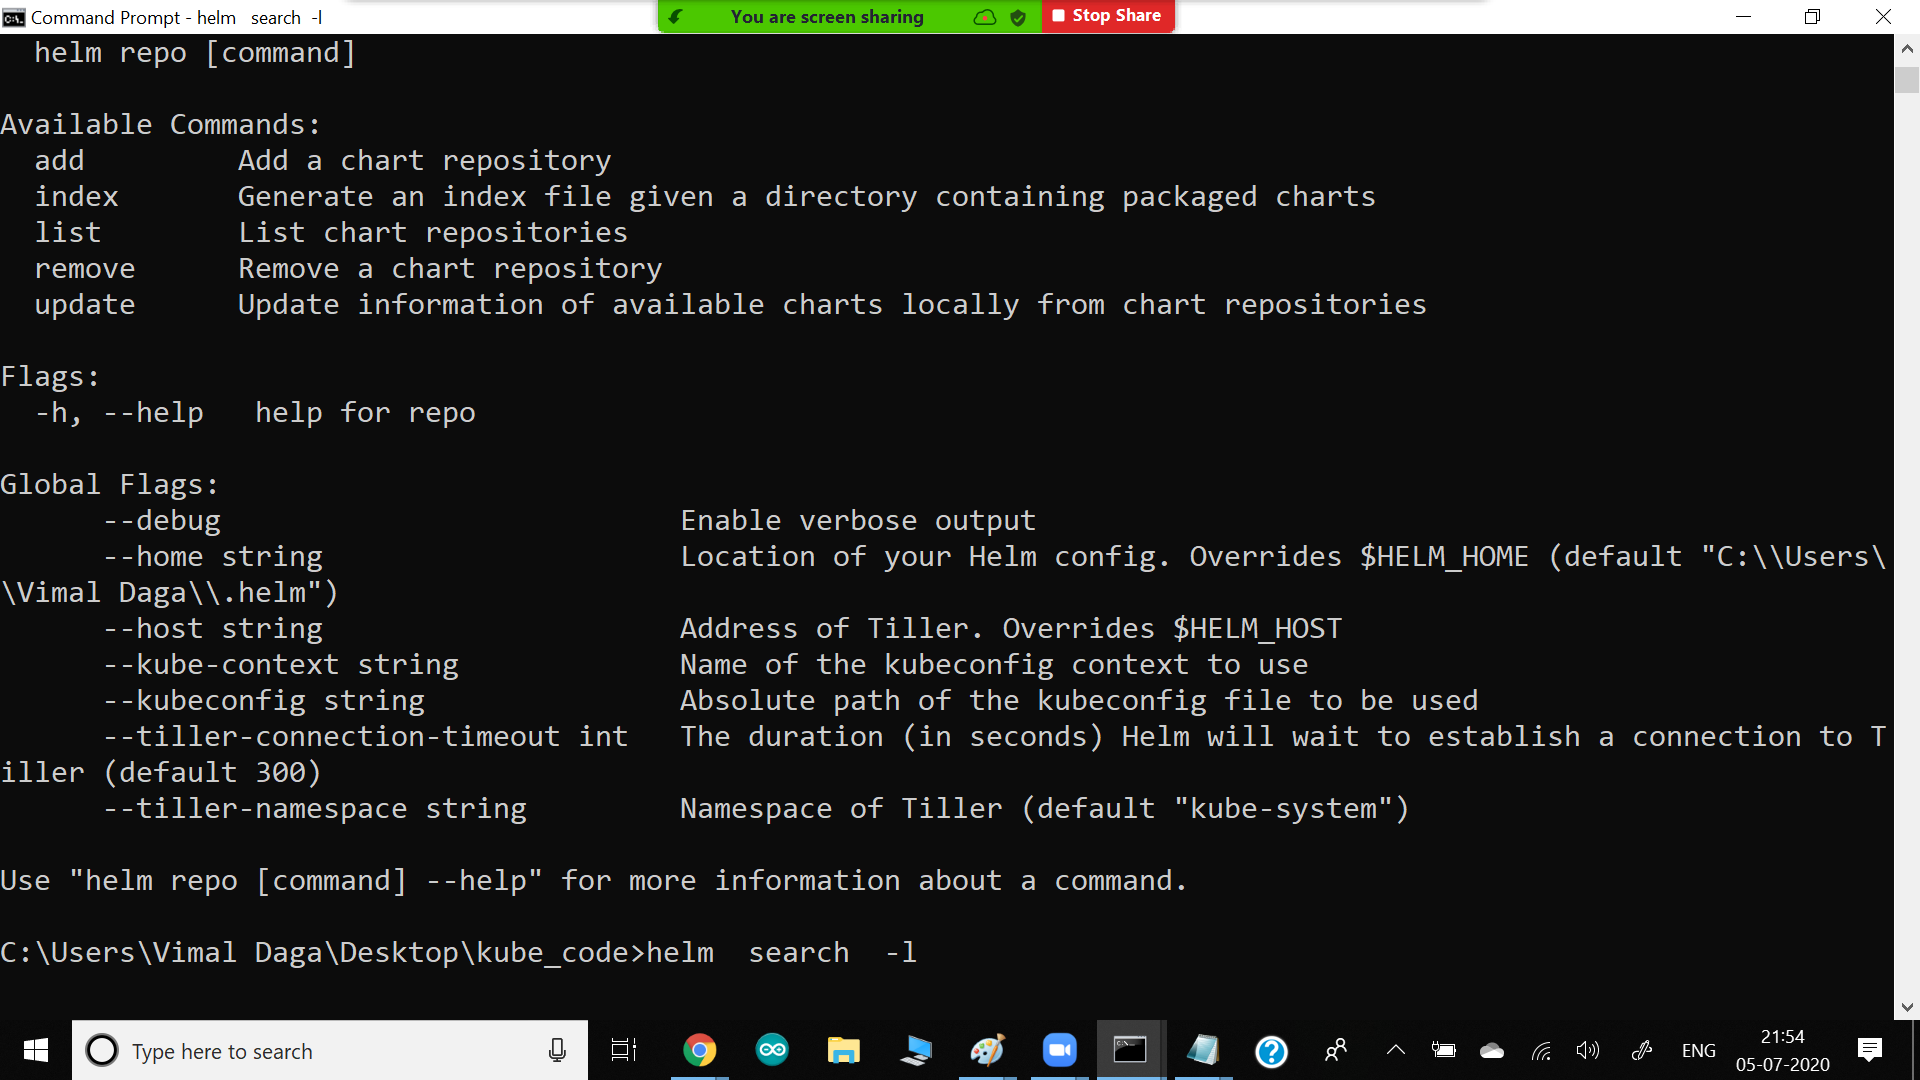 Command Prompt - helm  search -l
You are screen sharing
Stop Share
helm repo [command]
Available Commands:
add Add a chart repository
index Generate an index file given a directory containing packaged charts
list List chart repositories
remove Remove a chart repository
update Update information of available charts locally from chart repositories
Flags:
-h, --help help for repo
Global Flags:
--debug Enable verbose output
--home string Location of your Helm config. Overrides $HELM_HOME (default "C:\\Users\
\Vimal Daga\\.helm")
--host string Address of Tiller. Overrides $HELM_HOST
--kube-context string Name of the kubeconfig context to use
--kubeconfig string Absolute path of the kubeconfig file to be used
--tiller-connection-timeout int The duration (in seconds) Helm will wait to establish a connection to T
iller (default 300)
--tiller-namespace string Namespace of Tiller (default "kube-system")
Use "helm repo [command] --help" for more information about a command.
C:\Users\Vimal Daga\Desktop\kube_code>helm  search  -l
Type here to search
ENG
21:54
05-07-2020